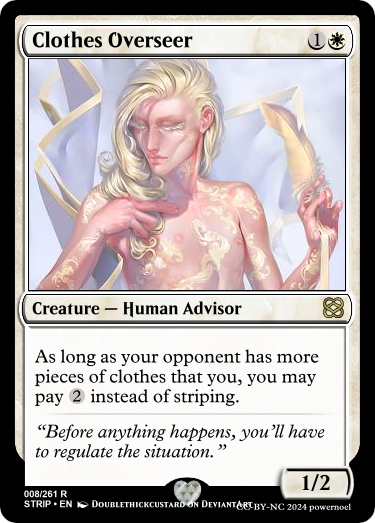 Clothes Overseer 1
Creature — Human Advisor
As long as your opponent has more
pieces of clothes that you, you may
pay 2 instead of striping.
“Before anything happens, you’ll have
to regulate the situation.”
1/2
008/261 R
STRIP • EN Doublethickcustard on DeviantArt CC-BY-NC 2024 powernoel